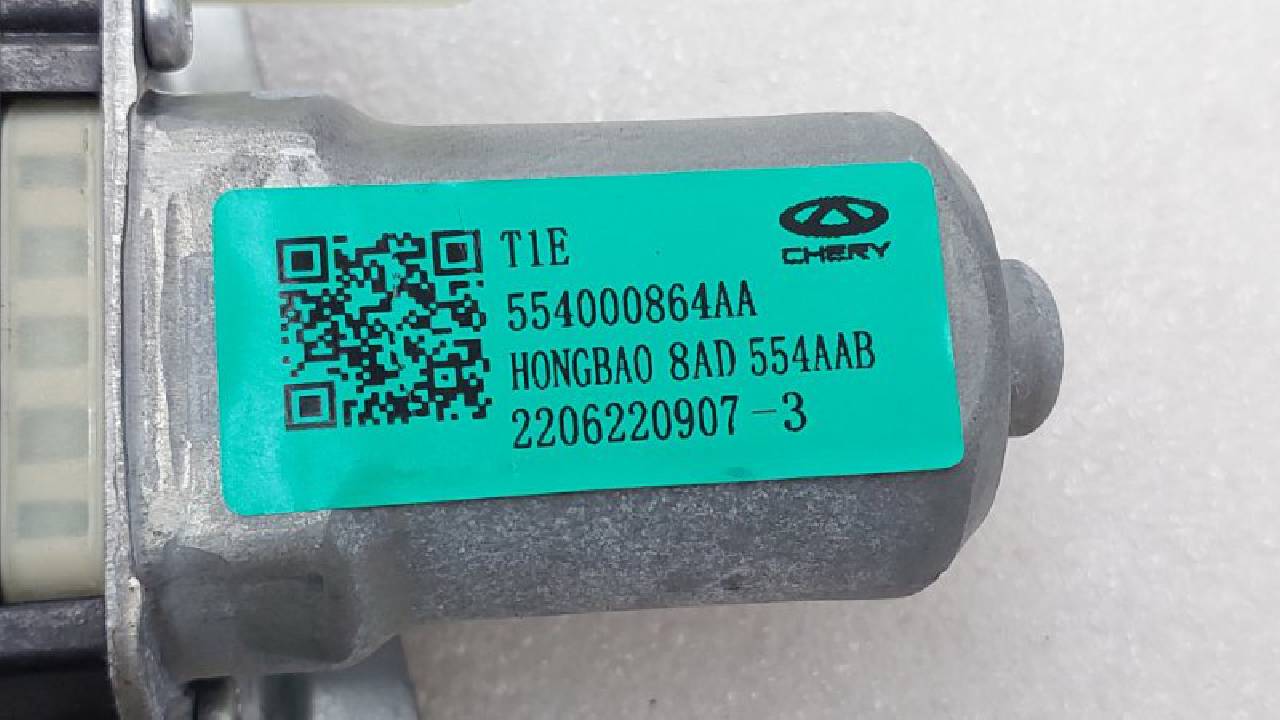 T1E
CHERY
554000864AA
HONGBAO 8AD 554AAB
2206220907-3